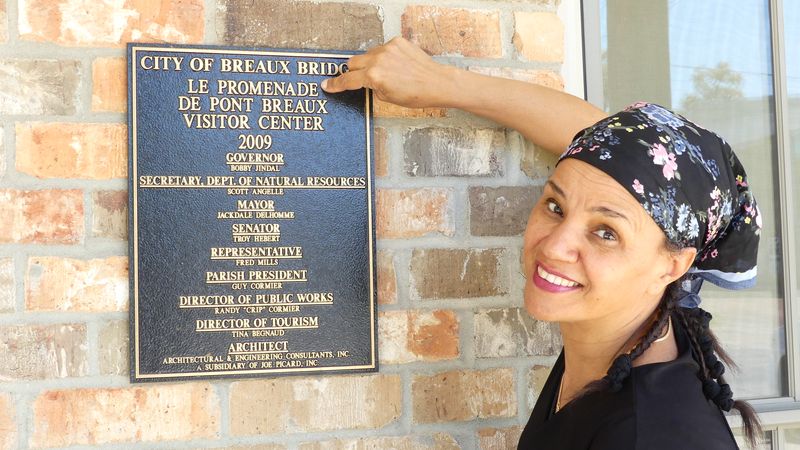 CITY OF BREAUX BRIDG
LE PROMENADE
DE PONT BREAUX
VISITOR CENTER
2009
GOVERNOR
BOBBY JINDAL
SECRETARY, DEPT. OF NATURAL RESOURCES
SCOTT ANGELLE
MAYOR
JACKDALE DELHOMME
SENATOR
TROY HEBERT
REPRESENTATIVE
FRED MILLS
PARISH PRESIDENT
GUY CORMIER
DIRECTOR OF PUBLIC WORKS
RANDY "CRIP" CORMIER
DIRECTOR OF TOURISM
TINA BEGNAUD
ARCHITECT
ARCHITECTURAL & ENGINEERING CONSULTANTS, INC.
A SUBSIDIARY OF JOE PICARD, INC.